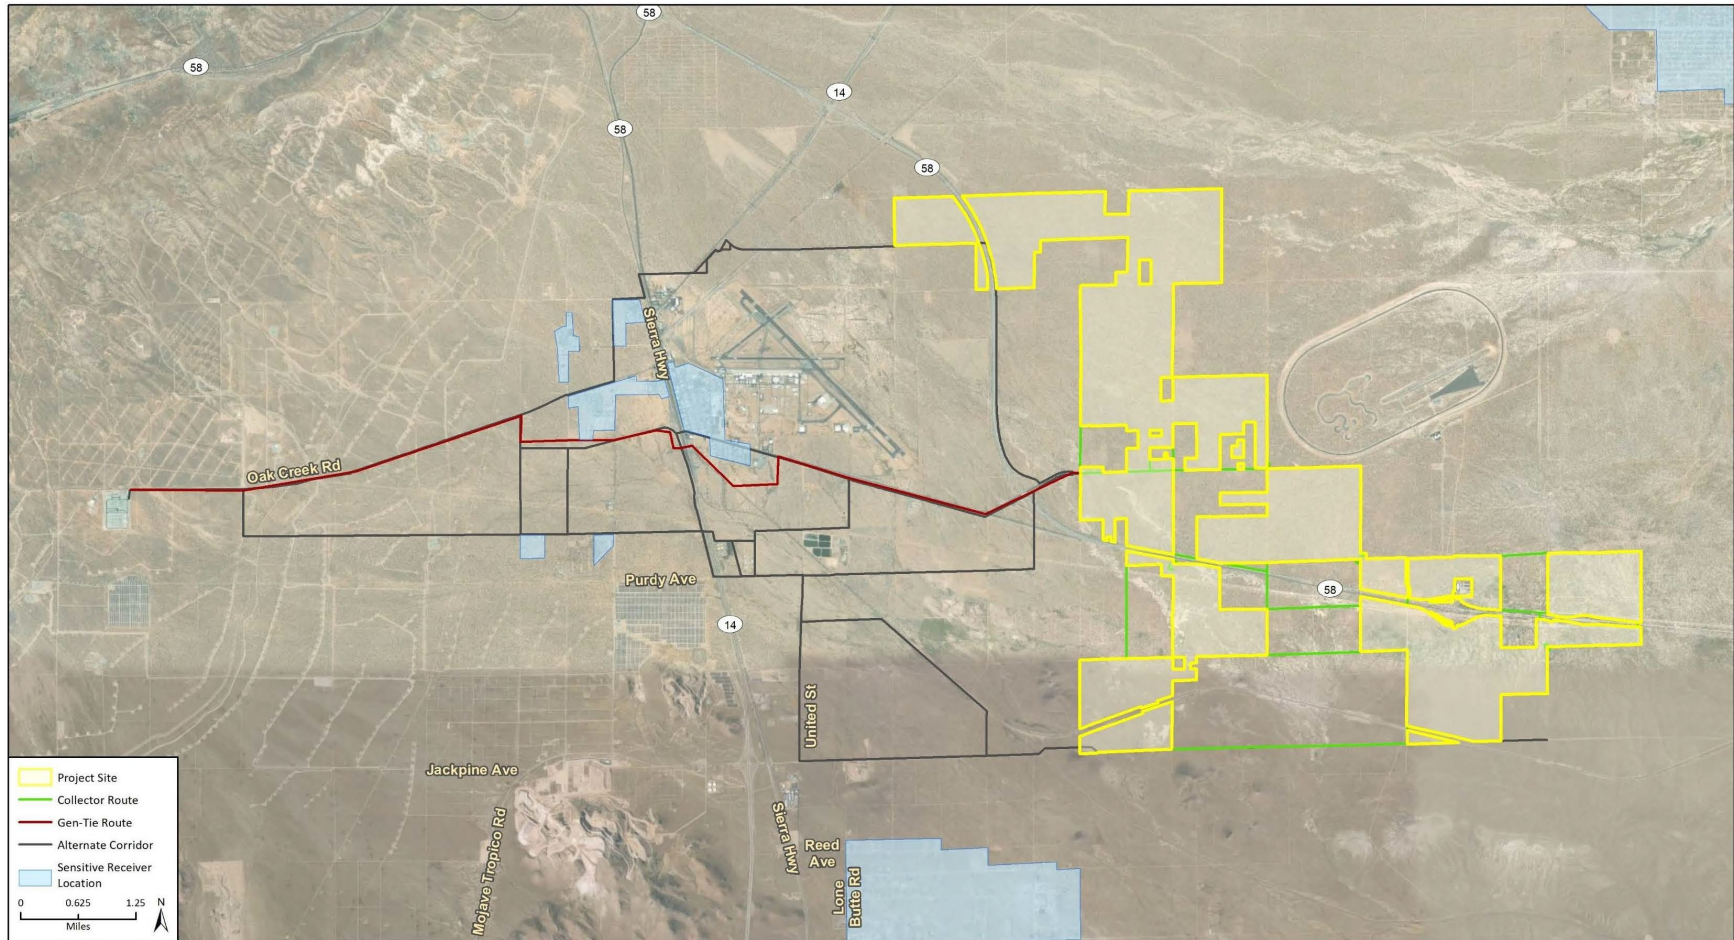 58
58
14
58
58
Sierra Hwy
Oak Creek Rd
Purdy Ave
58
14
United St
Jackpine Ave
Mojave Tropico Rd
Sierra Hwy
Reed
Ave
Lone
Butte Rd
Project Site
Collector Route
Gen-Tie Route
Alternate Corridor
Sensitive Receiver
Location
0 0.625 1.25
Miles
N